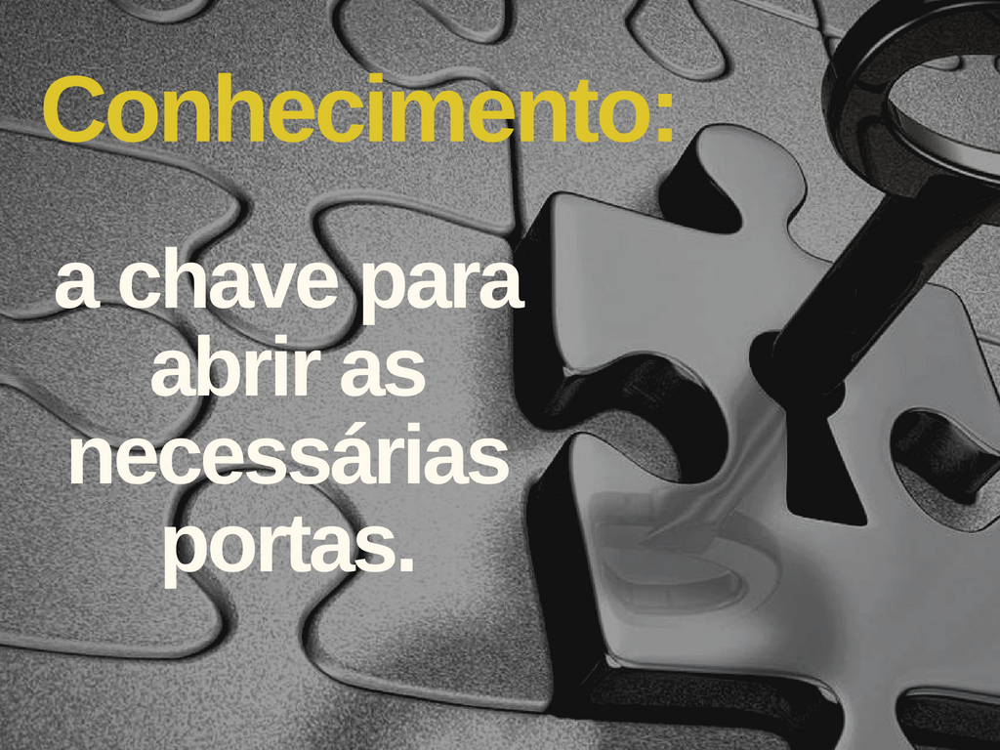 Conhecimento:
a chave para
abrir as
necessárias
portas.